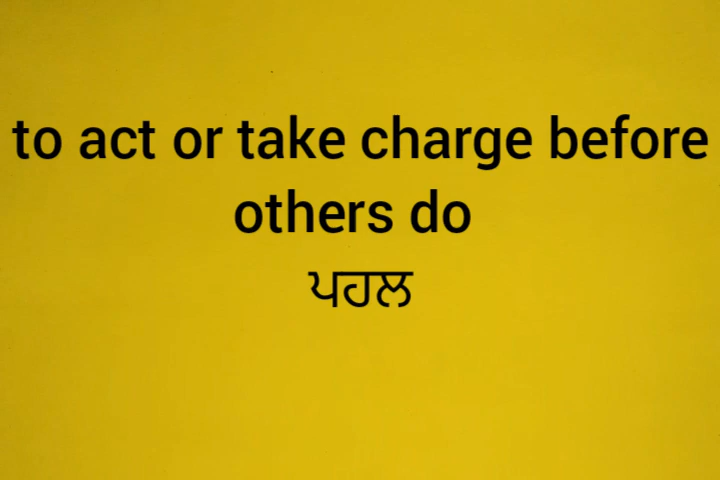 to act or take charge before
others do
ਪਹਲ